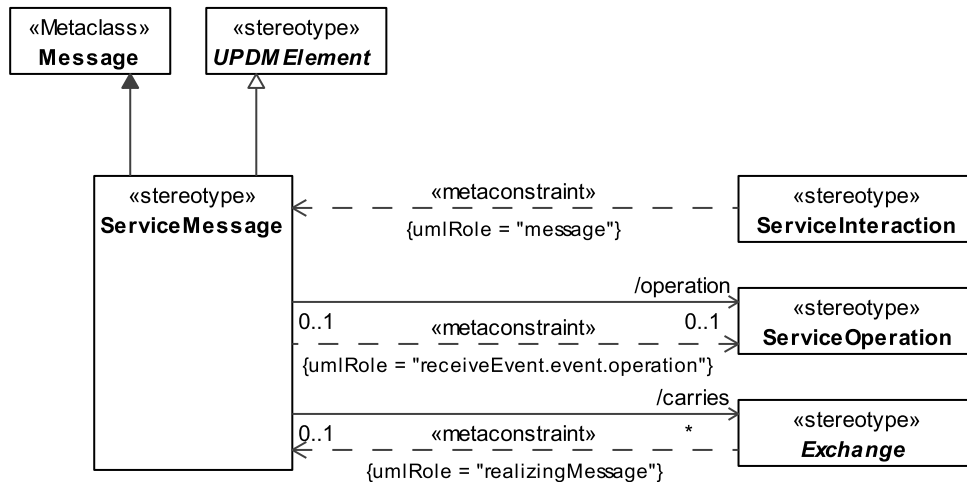 «Metaclass»
Message
«stereotype»
UPDMElement
«stereotype»
ServiceMessage
«metaconstraint»
{umlRole = "message"}
«stereotype»
ServiceInteraction
/operation
0..1
0..1
«metaconstraint»
{umlRole = "receiveEvent.event.operation"}
«stereotype»
ServiceOperation
/carries
0..1
*
«metaconstraint»
{umlRole = "realizingMessage"}
«stereotype»
Exchange